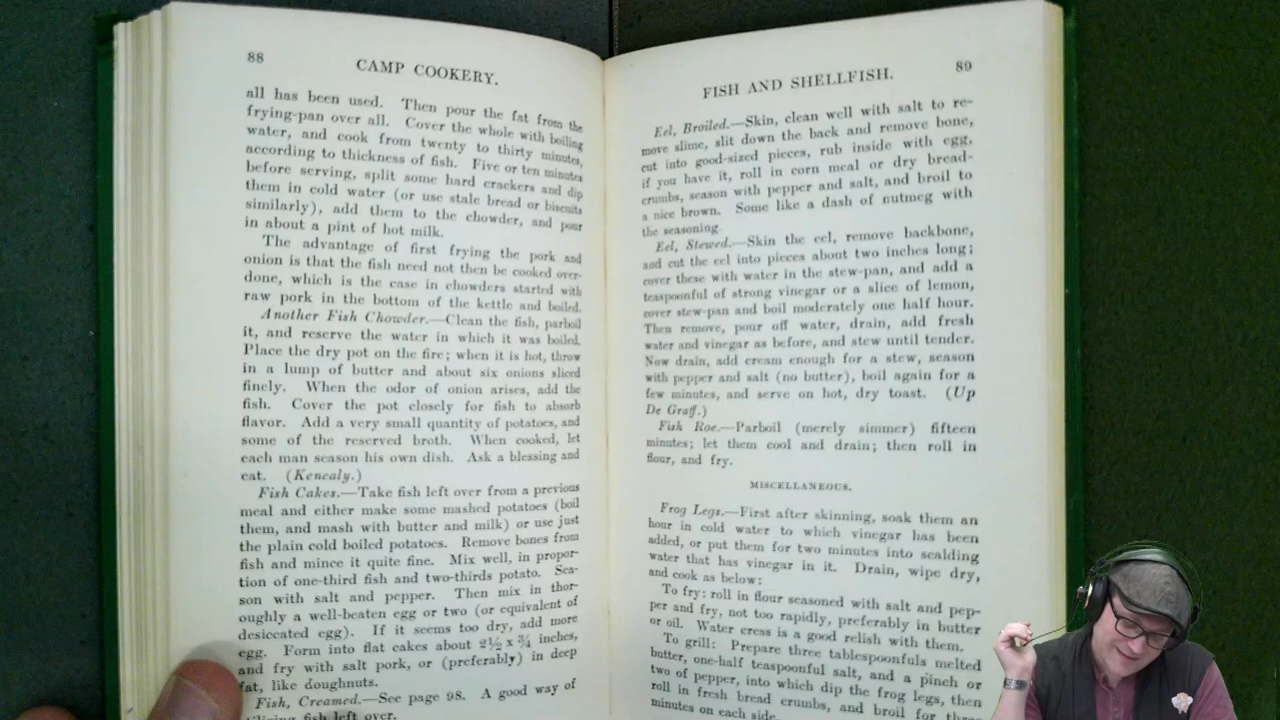 88
CAMP COOKERY.
all has been used. Then pour the fat from the
frying-pan over all. Cover the whole with boiling
water, and cook from twenty to thirty minutes,
according to thickness of fish. Five or ten minutes
before serving, split some hard crackers and dip
them in cold water (or use stale bread or biscuits
similarly), add them to the chowder, and pour
in about a pint of hot milk.
The advantage of first frying the pork and
onion is that the fish need not then be cooked over-
done, which is the case in chowders started with
raw pork in the bottom of the kettle and boiled.
Another Fish Chowder.—Clean the fish, parboil
it, and reserve the water in which it was boiled.
Place the dry pot on the fire; when it is hot, throw
in a lump of butter and about six onions sliced
finely. When the odor of onion arises, add the
fish. Cover the pot closely for fish to absorb
flavor. Add a very small quantity of potatoes, and
some of the reserved broth. When cooked, let
each man season his own dish. Ask a blessing and
eat. (Kenealy.)
Fish Cakes.—Take fish left over from a previous
meal and either make some mashed potatoes (boil
them, and mash with butter and milk) or use just
the plain cold boiled potatoes. Remove bones from
fish and mince it quite fine. Mix well, in propor-
tion of one-third fish and two-thirds potato. Sea-
son with salt and pepper. Then mix in thor-
oughly a well-beaten egg or two (or equivalent of
desiccated egg). If it seems too dry, add more
egg. Form into flat cakes about 2½ x ¾ inches,
and fry with salt pork, or (preferably) in deep
fat, like doughnuts.
Fish, Creamed.—See page 98. A good way of
fish left over.
FISH AND SHELLFISH.
89
Eel, Broiled.—Skin, clean well with salt to re-
move slime, slit down the back and remove bone,
cut into good-sized pieces, rub inside with egg,
if you have it, roll in corn meal or dry bread-
crumbs, season with pepper and salt, and broil to
a nice brown. Some like a dash of nutmeg with
the seasoning
Eel, Stewed.—Skin the eel, remove backbone,
and cut the eel into pieces about two inches long;
cover these with water in the stew-pan, and add a
teaspoonful of strong vinegar or a slice of lemon,
cover stew-pan and boil moderately one half hour.
Then remove, pour off water, drain, add fresh
water and vinegar as before, and stew until tender.
Now drain, add cream enough for a stew, season
with pepper and salt (no butter), boil again for a
few minutes, and serve on hot, dry toast. (Up
De Graff.)
Fish Roe.—Parboil (merely simmer) fifteen
minutes; let them cool and drain; then roll in
flour, and fry.
MISCELLANEOUS.
Frog Legs.—First after skinning, soak them an
hour in cold water to which vinegar has been
added, or put them for two minutes into scalding
water that has vinegar in it. Drain, wipe dry,
and cook as below:
To fry: roll in flour seasoned with salt and pep-
per and fry, not too rapidly, preferably in butter
or oil. Water cress is a good relish with them.
To grill: Prepare three tablespoonfuls melted
butter, one-half teaspoonful salt, and a pinch or
two of pepper, into which dip the frog legs, then
roll in fresh bread crumbs, and broil for three
minutes on each side.